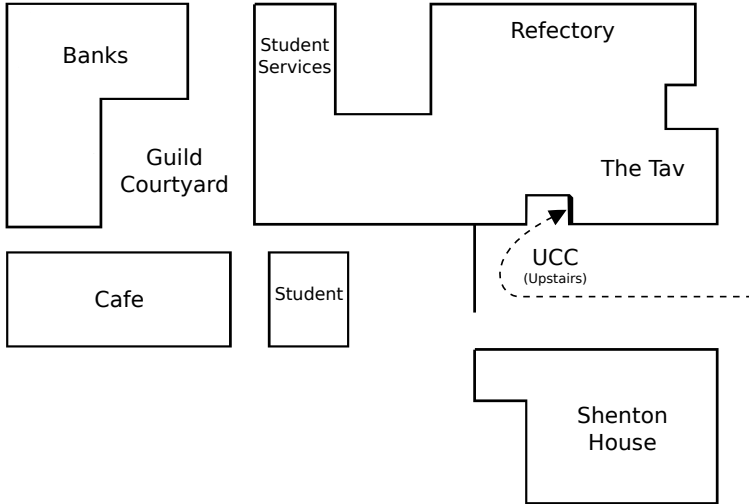 Banks
Student
Services
Refectory
Guild
Courtyard
The Tav
UCC
(Upstairs)
Cafe
Student
Shenton
House